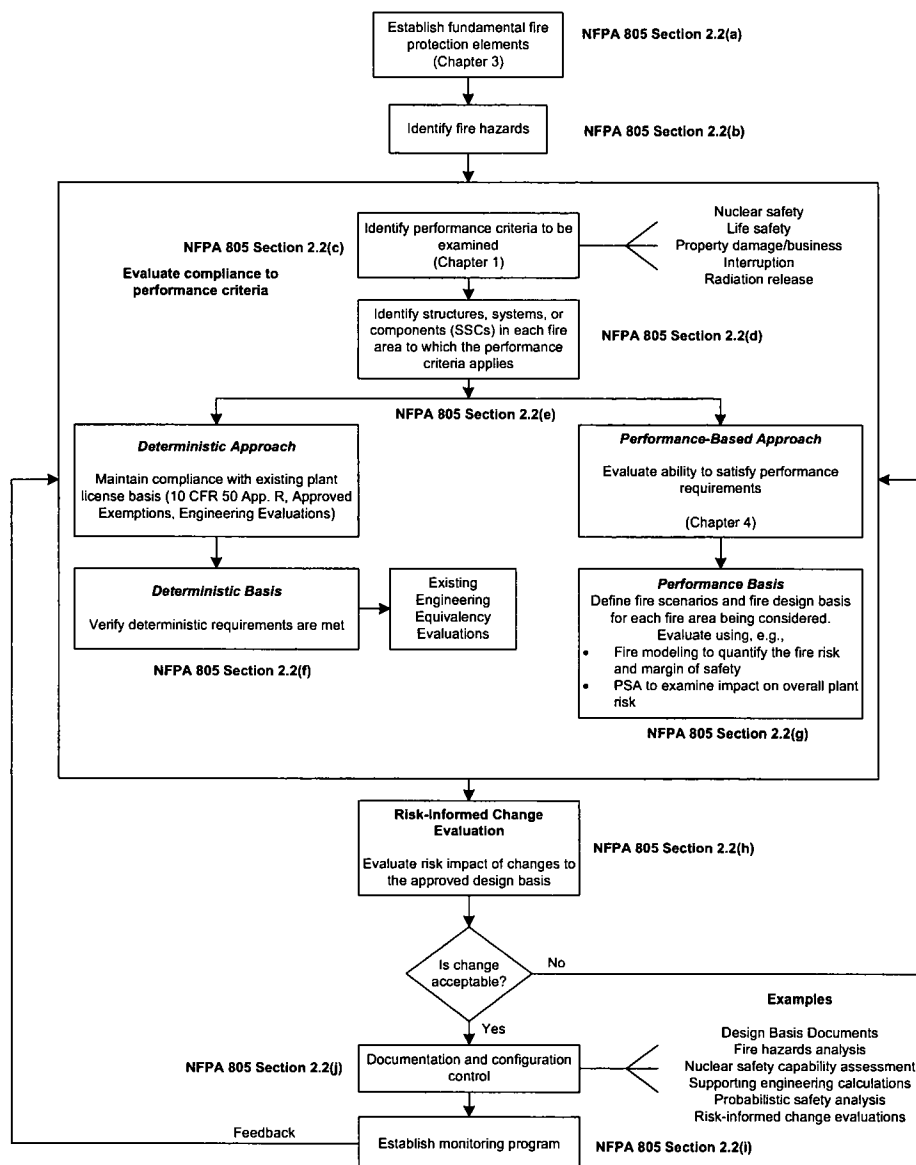 Establish fundamental fire
protection elements
(Chapter 3)
NFPA 805 Section 2.2(a)
Identify fire hazards
NFPA 805 Section 2.2(b)
NFPA 805 Section 2.2(c)
Evaluate compliance to
performance criteria
Identify performance criteria to be
examined
(Chapter 1)
Nuclear safety
Life safety
Property damage/business
Interruption
Radiation release
Identify structures, systems, or
components (SSCs) in each fire
area to which the performance
criteria applies
NFPA 805 Section 2.2(d)
NFPA 805 Section 2.2(e)
Deterministic Approach
Maintain compliance with existing plant
license basis (10 CFR 50 App. R, Approved
Exemptions, Engineering Evaluations)
Performance-Based Approach
Evaluate ability to satisfy performance
requirements
(Chapter 4)
Deterministic Basis
Verify deterministic requirements are met
NFPA 805 Section 2.2(f)
Existing
Engineering
Equivalency
Evaluations
Performance Basis
Define fire scenarios and fire design basis
for each fire area being considered.
Evaluate using, e.g.,
• Fire modeling to quantify the fire risk
and margin of safety
• PSA to examine impact on overall plant
risk
NFPA 805 Section 2.2(g)
Risk-Informed Change
Evaluation
Evaluate risk impact of changes to
the approved design basis
NFPA 805 Section 2.2(h)
Is change
acceptable?
No
Yes
NFPA 805 Section 2.2(j)
Documentation and configuration
control
Examples
Design Basis Documents
Fire hazards analysis
Nuclear safety capability assessment
Supporting engineering calculations
Probabilistic safety analysis
Risk-informed change evaluations
Feedback
Establish monitoring program
NFPA 805 Section 2.2(i)